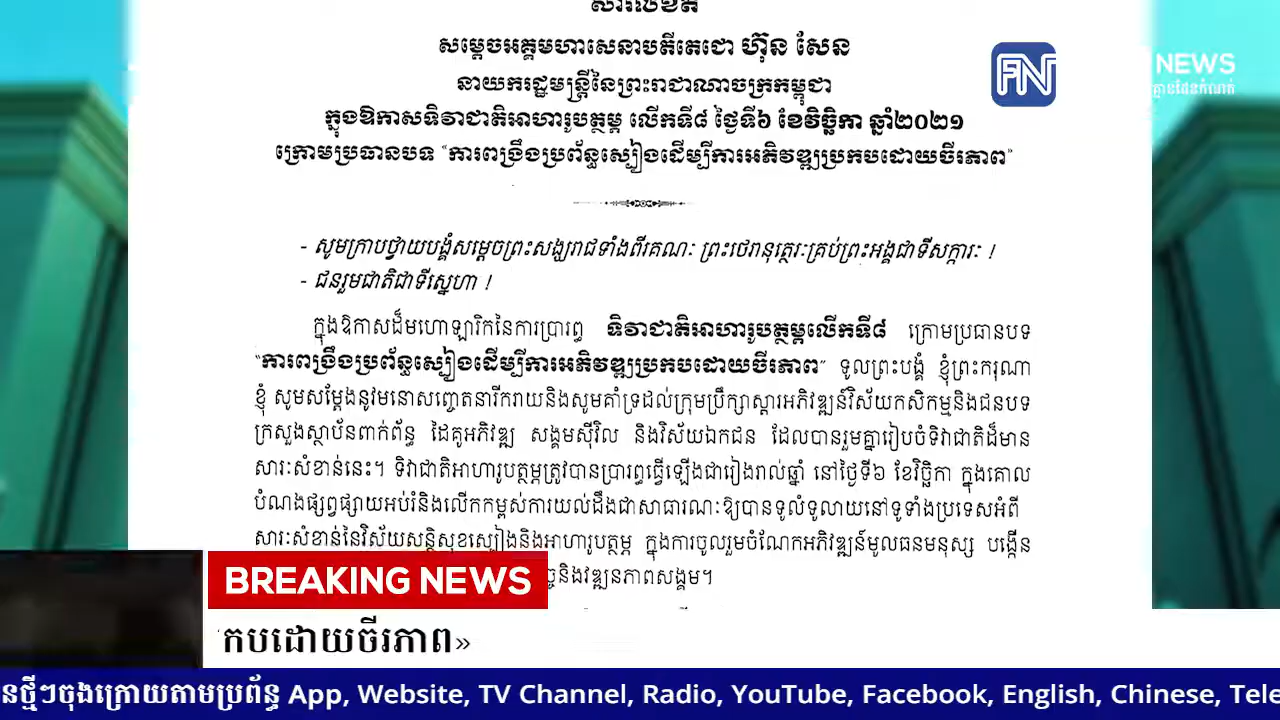 សារលិខិត
សម្តេចអគ្គមហាសេនាបតីតេជោ ហ៊ុន សែន
នាយករដ្ឋមន្ត្រីនៃព្រះរាជាណាចក្រកម្ពុជា
ក្នុងឱកាសទិវាជាតិអាហារូបត្ថម្ភ លើកទី៨ ថ្ងៃទី៦ ខែវិច្ឆិកា ឆ្នាំ២០២១
ក្រោមប្រធានបទ “ការពង្រឹងប្រព័ន្ធស្បៀងដើម្បីការអភិវឌ្ឍប្រកបដោយចីរភាព”
FN
NEWS
គ្មានដែនកំណត់
- សូមក្រាបថ្វាយបង្គំសម្តេចព្រះសង្ឃរាជទាំងពីរគណៈ ព្រះថេរានុត្ថេរៈគ្រប់ព្រះអង្គជាទីសក្ការៈ !
- ជនរួមជាតិជាទីស្នេហា !
ក្នុងឱកាសដ៏មហោឡារិកនៃការប្រារព្ធ ទិវាជាតិអាហារូបត្ថម្ភលើកទី៨ ក្រោមប្រធានបទ
“ការពង្រឹងប្រព័ន្ធស្បៀងដើម្បីការអភិវឌ្ឍប្រកបដោយចីរភាព” ទូលព្រះបង្គំ ខ្ញុំព្រះករុណា
ខ្ញុំ សូមសម្តែងនូវមនោសញ្ចេតនារីករាយនិងសូមគាំទ្រដល់ក្រុមប្រឹក្សាស្តារអភិវឌ្ឍន៍វិស័យកសិកម្មនិងជនបទ
ក្រសួងស្ថាប័នពាក់ព័ន្ធ ដៃគូអភិវឌ្ឍ សង្គមស៊ីវិល និងវិស័យឯកជន ដែលបានរួមគ្នារៀបចំទិវាជាតិដ៏មាន
សារៈសំខាន់នេះ។ ទិវាជាតិអាហារូបត្ថម្ភត្រូវបានប្រារព្ធធ្វើឡើងជារៀងរាល់ឆ្នាំ នៅថ្ងៃទី៦ ខែវិច្ឆិកា ក្នុងគោល
បំណងផ្សព្វផ្សាយអប់រំនិងលើកកម្ពស់ការយល់ដឹងជាសាធារណៈឱ្យបានទូលំទូលាយនៅទូទាំងប្រទេសអំពី
សារៈសំខាន់នៃវិស័យសន្តិសុខស្បៀងនិងអាហារូបត្ថម្ភ ក្នុងការចូលរួមចំណែកអភិវឌ្ឍន៍មូលធនមនុស្ស បង្កើន
ច្ចនិងវឌ្ឍនភាពសង្គម។
BREAKING NEWS
កបដោយចីរភាព»
នថ្មីៗចុងក្រោយតាមប្រព័ន្ធ App, Website, TV Channel, Radio, YouTube, Facebook, English, Chinese, Tele